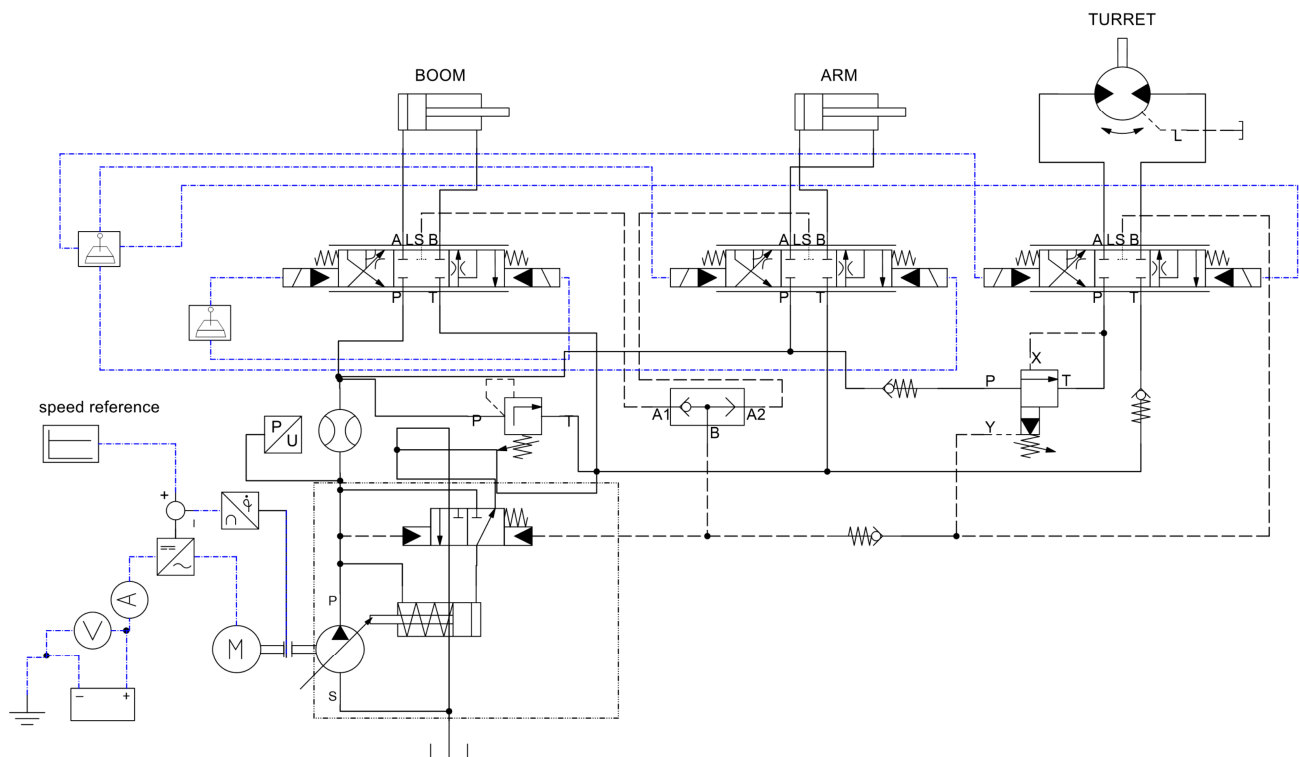 TURRET
BOOM
ARM
L
A LS B
A LS B
A LS B
P T
P T
P T
X
P T
Y
speed reference
P U
P T
A1 A2
B
+
I
A
P
V
M
S
- +